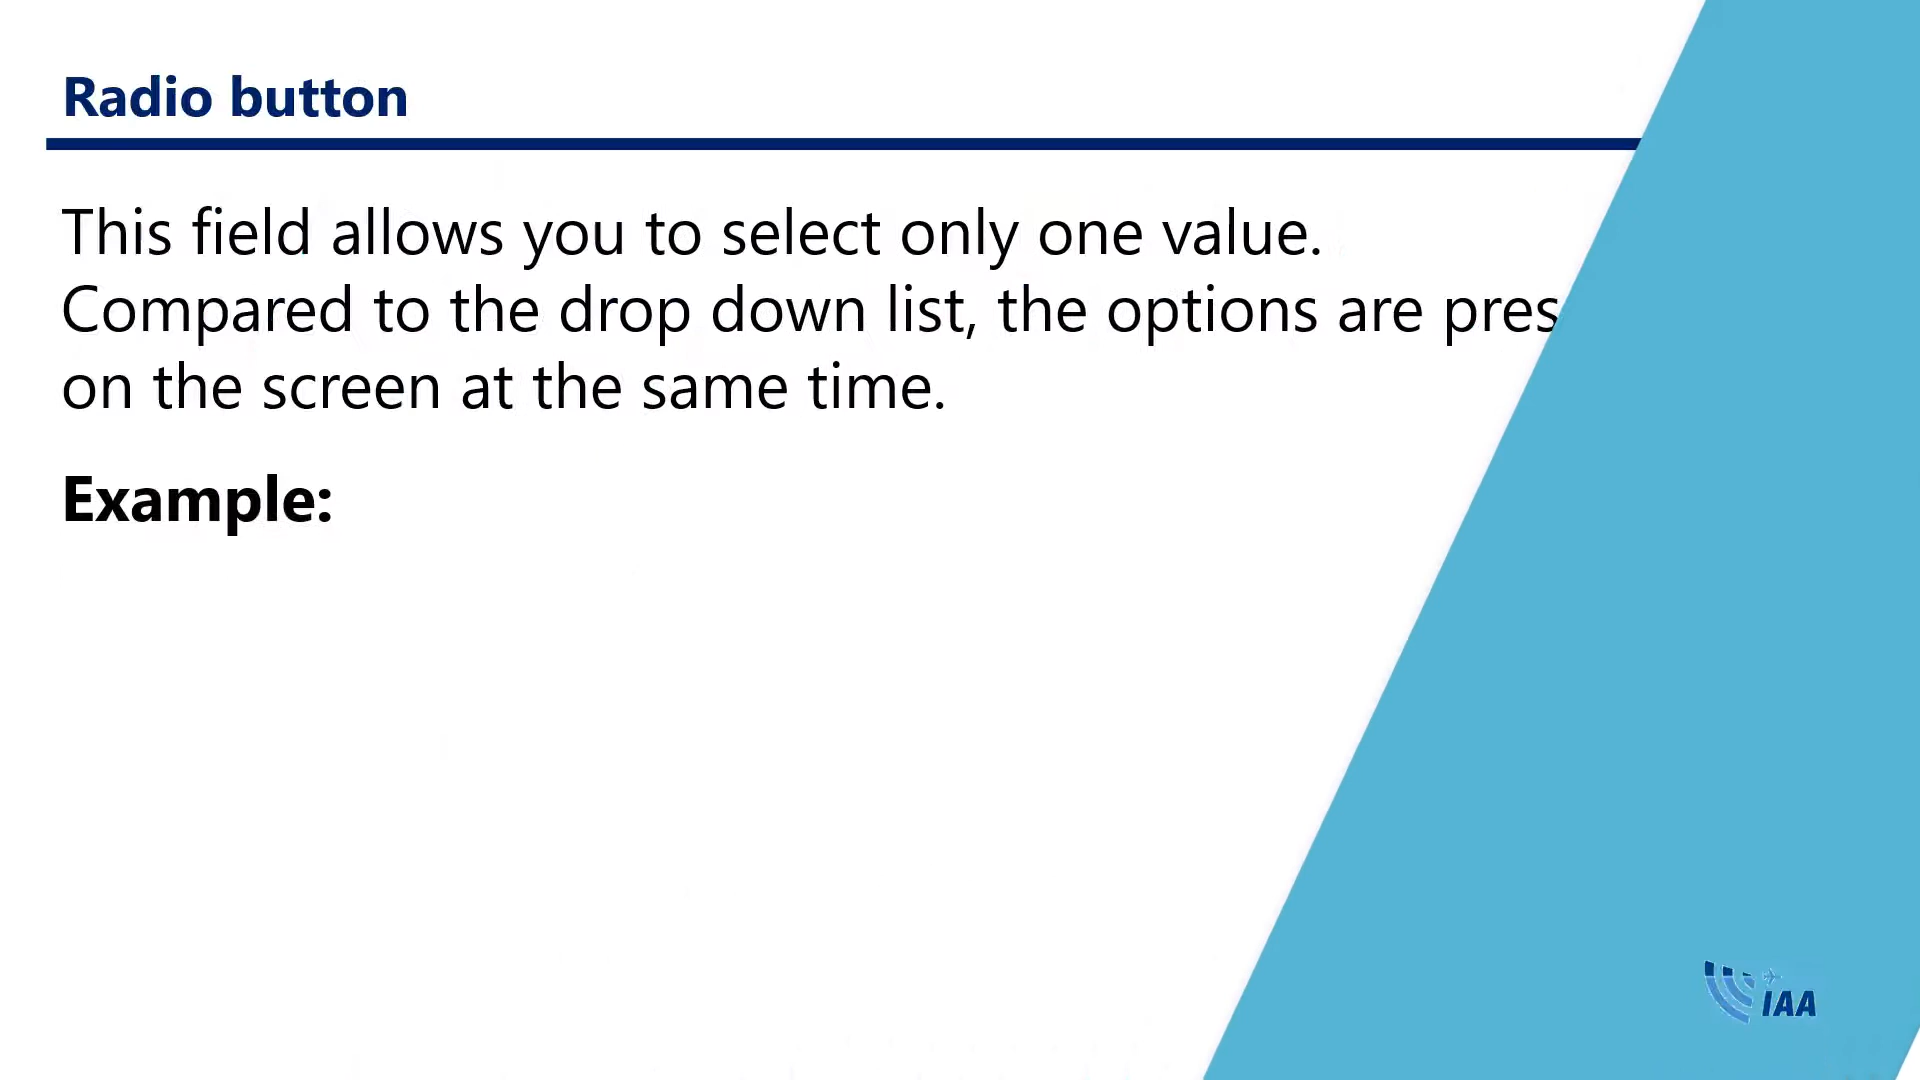 Radio button
This field allows you to select only one value.
Compared to the drop down list, the options are
on the screen at the same time.
Example:
IAA